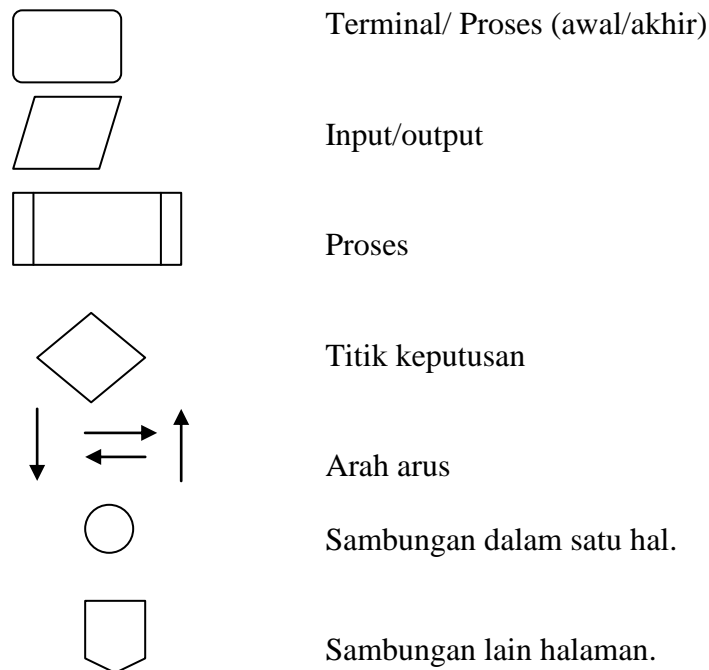 Terminal/ Proses (awal/akhir)
Input/output
Proses
Titik keputusan
Arah arus
Sambungan dalam satu hal.
Sambungan lain halaman.